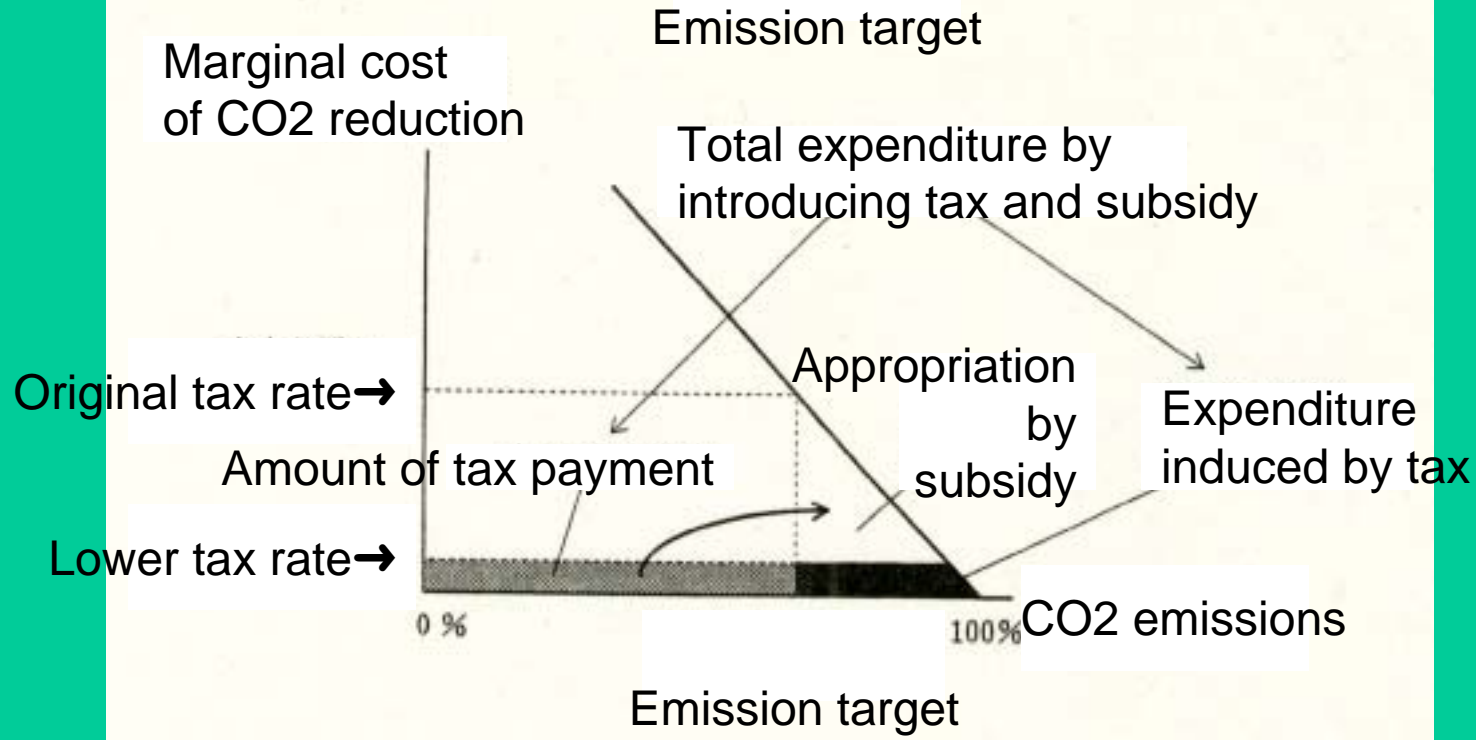 Emission target
Marginal cost
of CO2 reduction
Total expenditure by
introducing tax and subsidy
Original tax rate➜
Appropriation
by
subsidy
Expenditure
induced by tax
Amount of tax payment
Lower tax rate➜
0 %
100%
CO2 emissions
Emission target